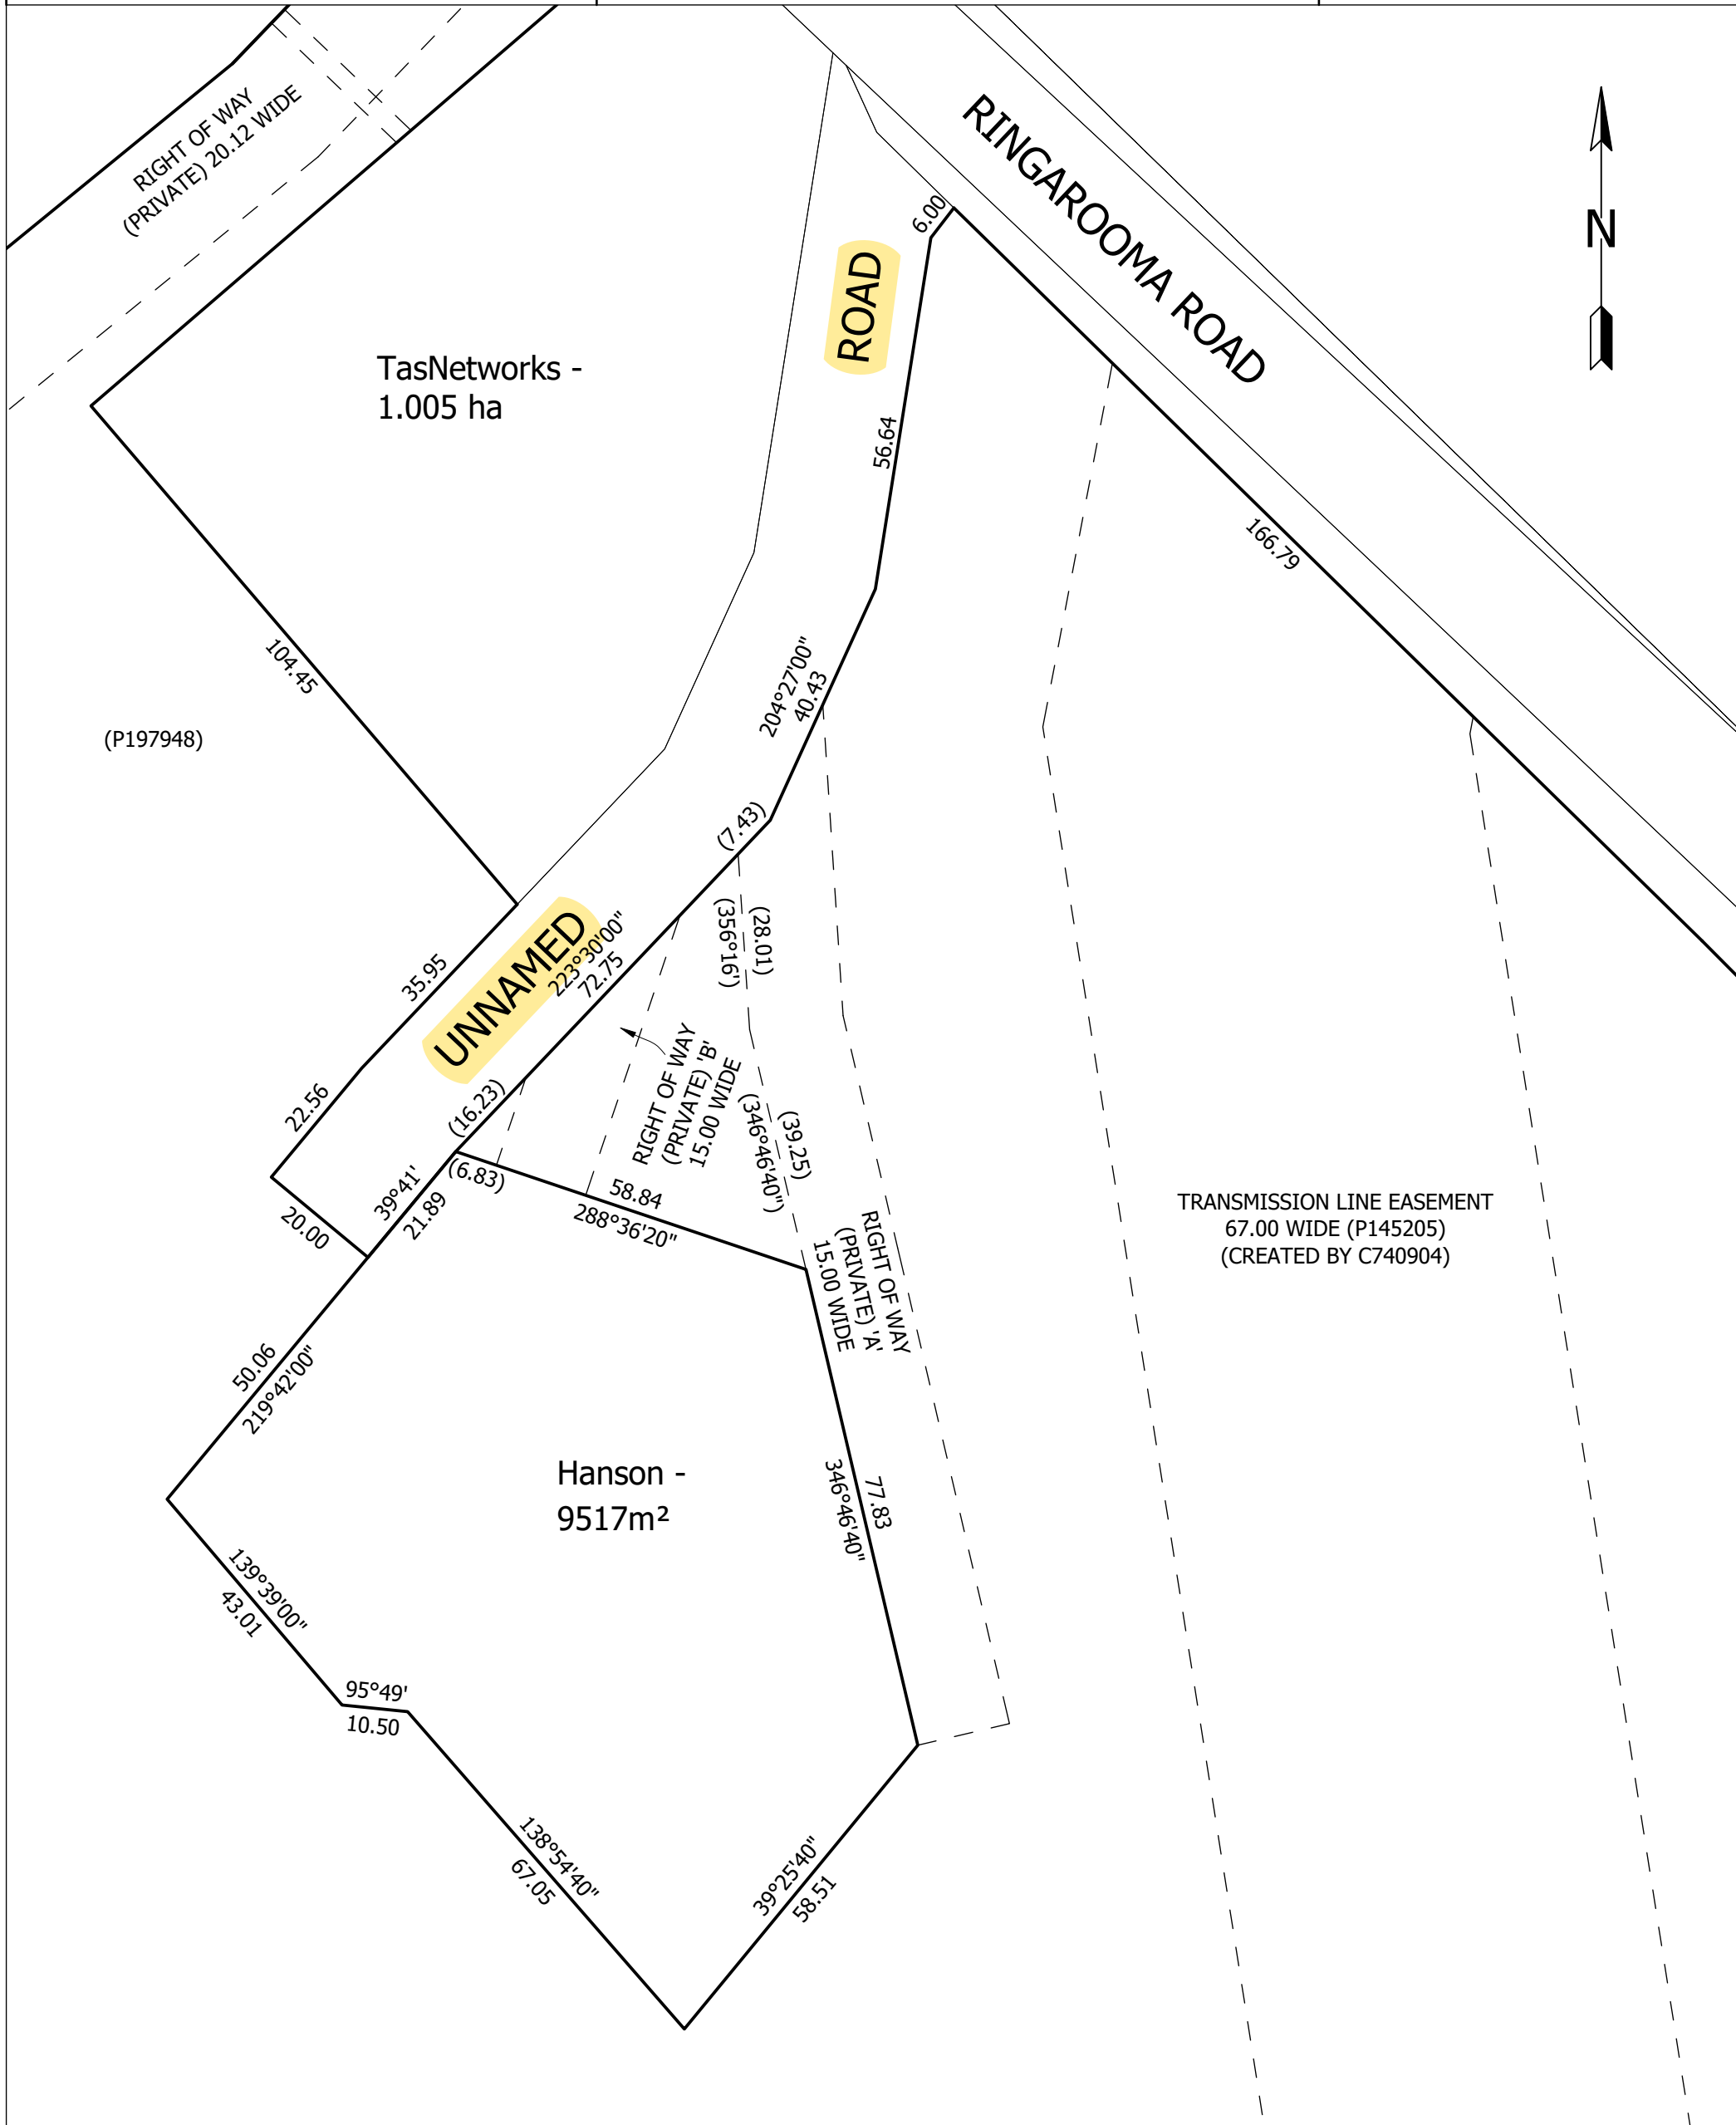 RIGHT OF WAY
(PRIVATE) 20.12 WIDE
RINGAROOMA ROAD
N
6.00
ROAD
TasNetworks -
1.005 ha
56.64
166.79
104.45
204°27'00"
40.43
(P197948)
(7.43)
UNNAMED
223°30'00"
72.75
(28.01)
(356°16')
35.95
22.56
(16.23)
RIGHT OF WAY
(PRIVATE) 'B'
15.00 WIDE
(39.25)
(346°46'40")
(6.83)
39°41'
21.89
58.84
288°36'20"
20.00
RIGHT OF WAY
(PRIVATE) 'A'
15.00 WIDE
TRANSMISSION LINE EASEMENT
67.00 WIDE (P145205)
(CREATED BY C740904)
50.06
219°42'00"
Hanson -
9517m²
77.83
346°46'40"
139°39'00"
43.01
95°49'
10.50
138°54'40"
67.05
39°25'40"
58.51